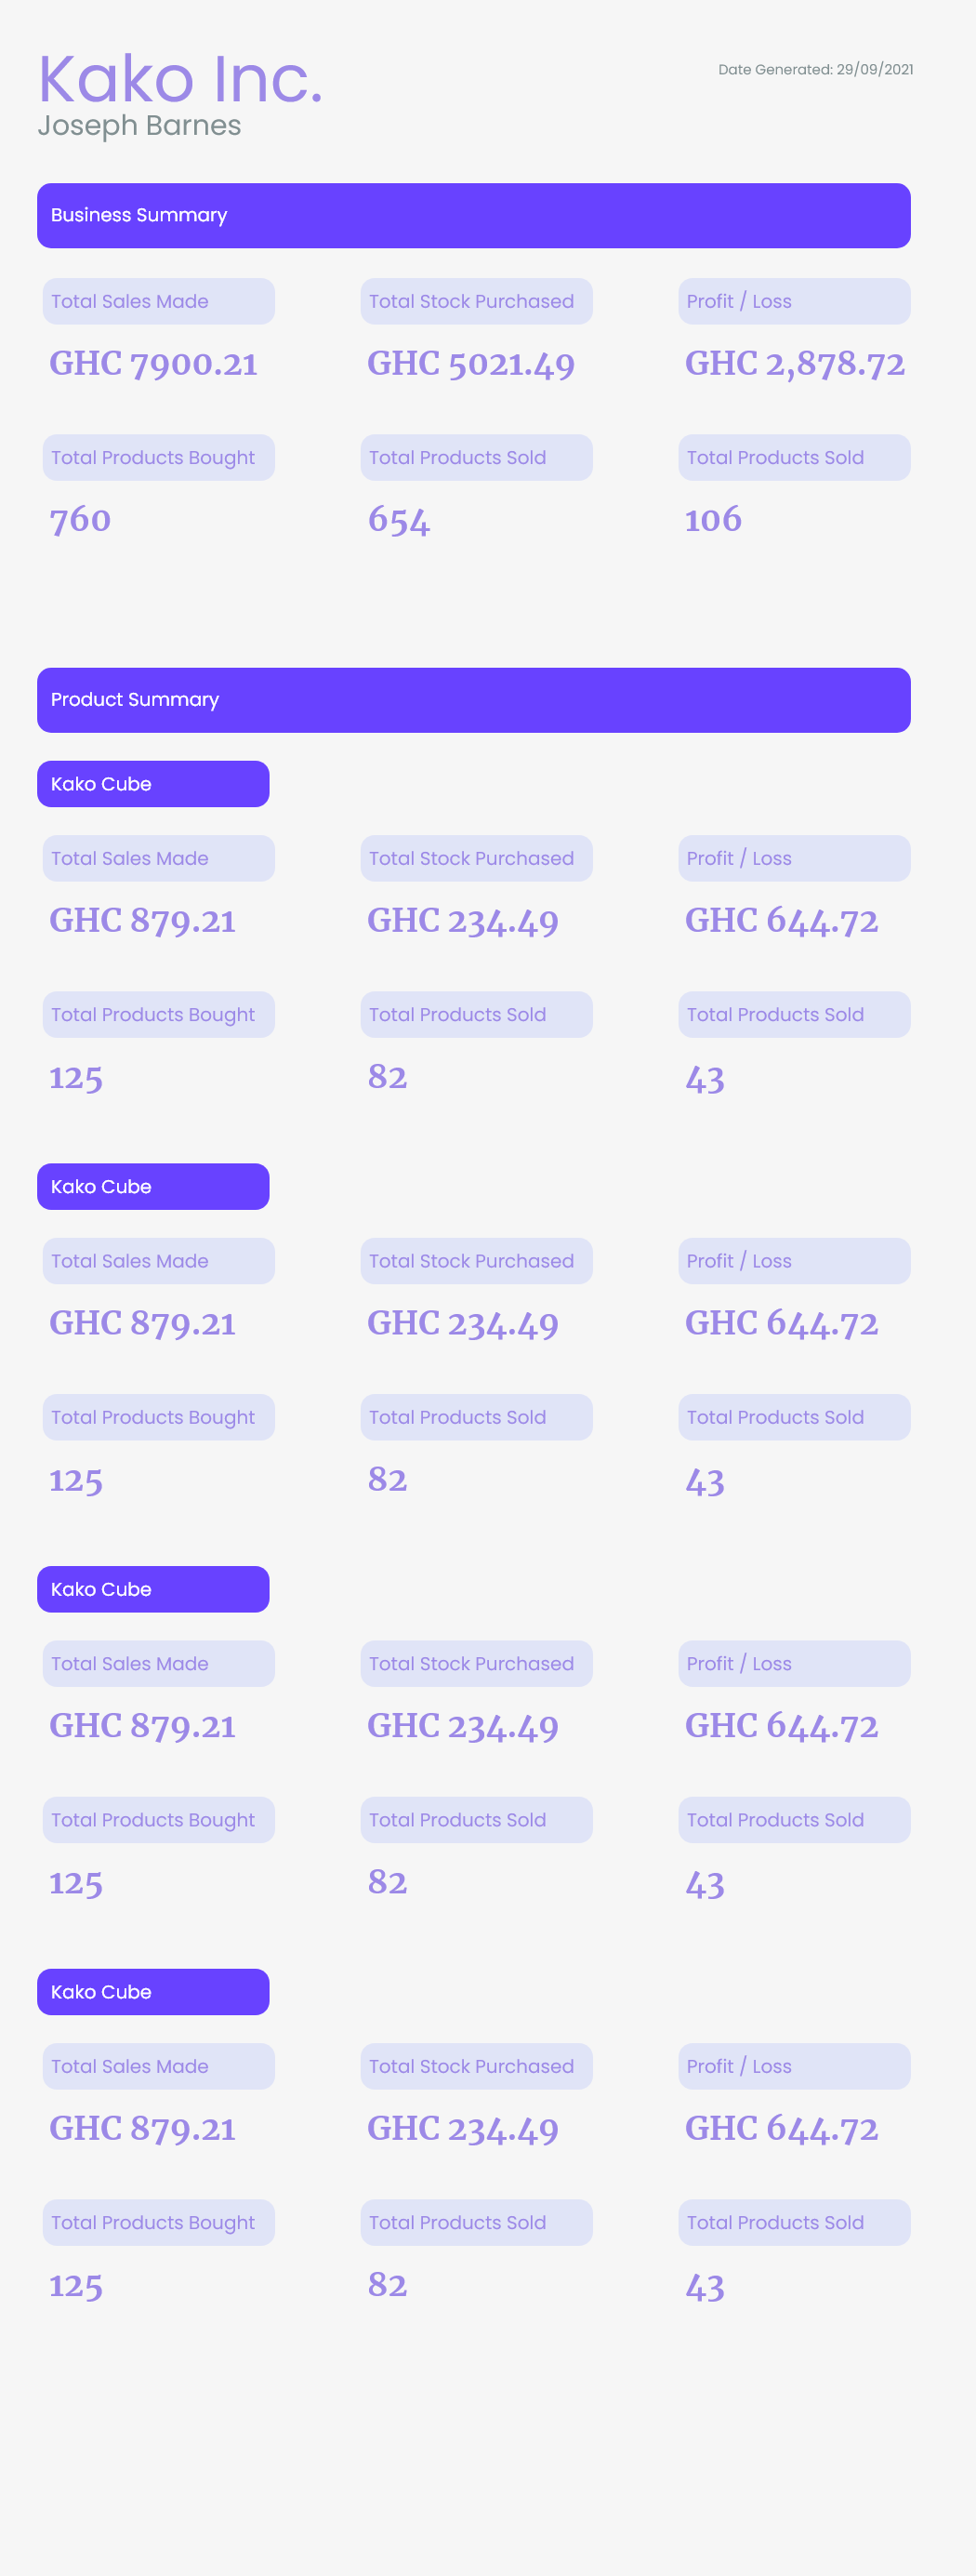 Kako Inc.
Date Generated: 29/09/2021
Joseph Barnes
Business Summary
Total Sales Made Total Stock Purchased Profit / Loss
GHC 7900.21 GHC 5021.49 GHC 2,878.72
Total Products Bought Total Products Sold Total Products Sold
760 654 106
Product Summary
Kako Cube
Total Sales Made Total Stock Purchased Profit / Loss
GHC 879.21 GHC 234.49 GHC 644.72
Total Products Bought Total Products Sold Total Products Sold
125 82 43
Kako Cube
Total Sales Made Total Stock Purchased Profit / Loss
GHC 879.21 GHC 234.49 GHC 644.72
Total Products Bought Total Products Sold Total Products Sold
125 82 43
Kako Cube
Total Sales Made Total Stock Purchased Profit / Loss
GHC 879.21 GHC 234.49 GHC 644.72
Total Products Bought Total Products Sold Total Products Sold
125 82 43
Kako Cube
Total Sales Made Total Stock Purchased Profit / Loss
GHC 879.21 GHC 234.49 GHC 644.72
Total Products Bought Total Products Sold Total Products Sold
125 82 43